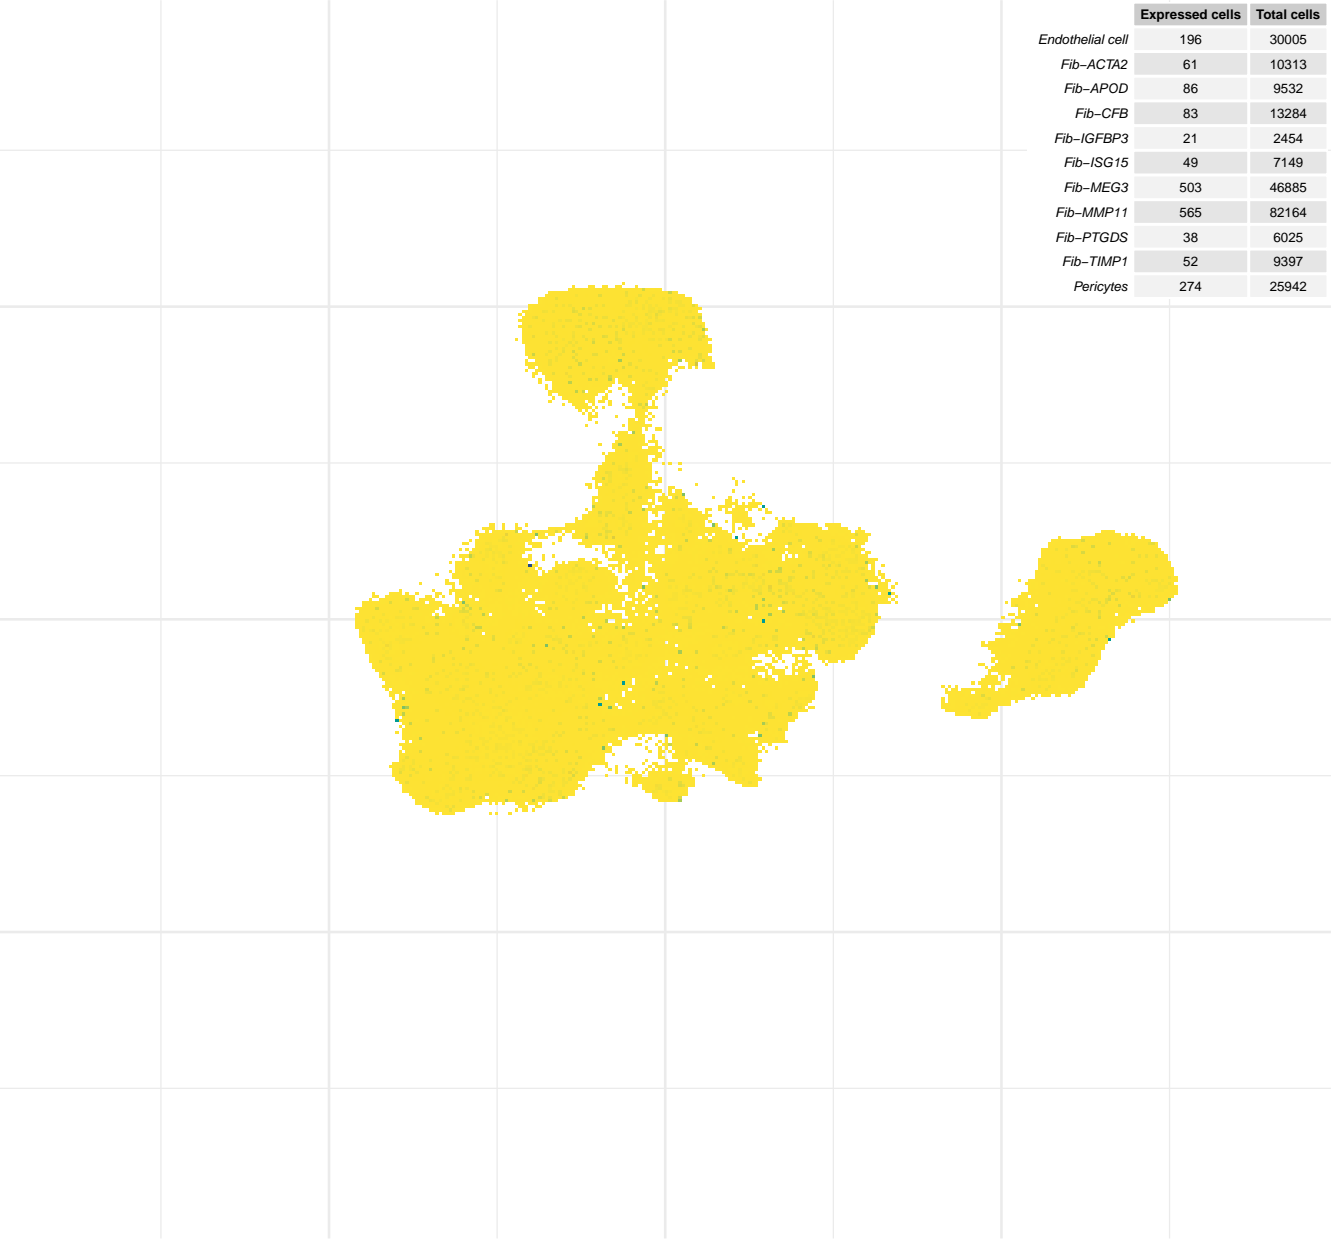 Expressed cells Total cells
Endothelial cell 196 30005
Fib−ACTA2 61 10313
Fib−APOD 86 9532
Fib−CFB 83 13284
Fib−IGFBP3 21 2454
Fib−ISG15 49 7149
Fib−MEG3 503 46885
Fib−MMP11 565 82164
Fib−PTGDS 38 6025
Fib−TIMP1 52 9397
Pericytes 274 25942